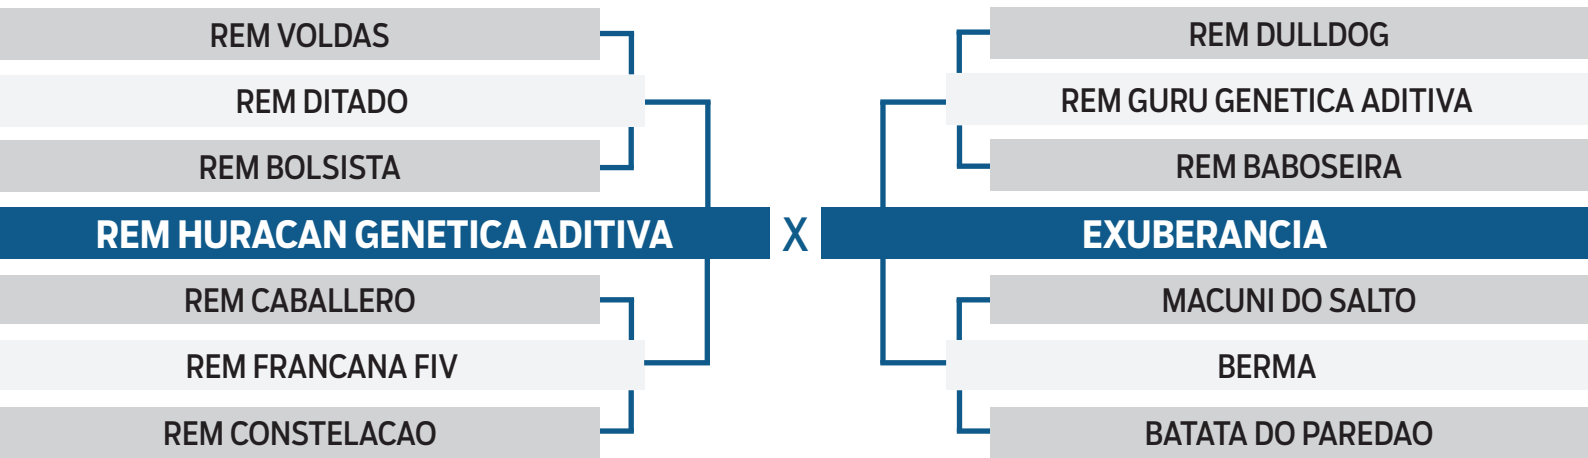 REM VOLDAS
REM DITADO
REM BOLSISTA
REM HURACAN GENETICA ADITIVA
REM CABALLERO
REM FRANCANA FIV
REM CONSTELACAO
X
REM DULLDOG
REM GURU GENETICA ADITIVA
REM BABOSEIRA
EXUBERANCIA
MACUNI DO SALTO
BERMA
BATATA DO PAREDAO